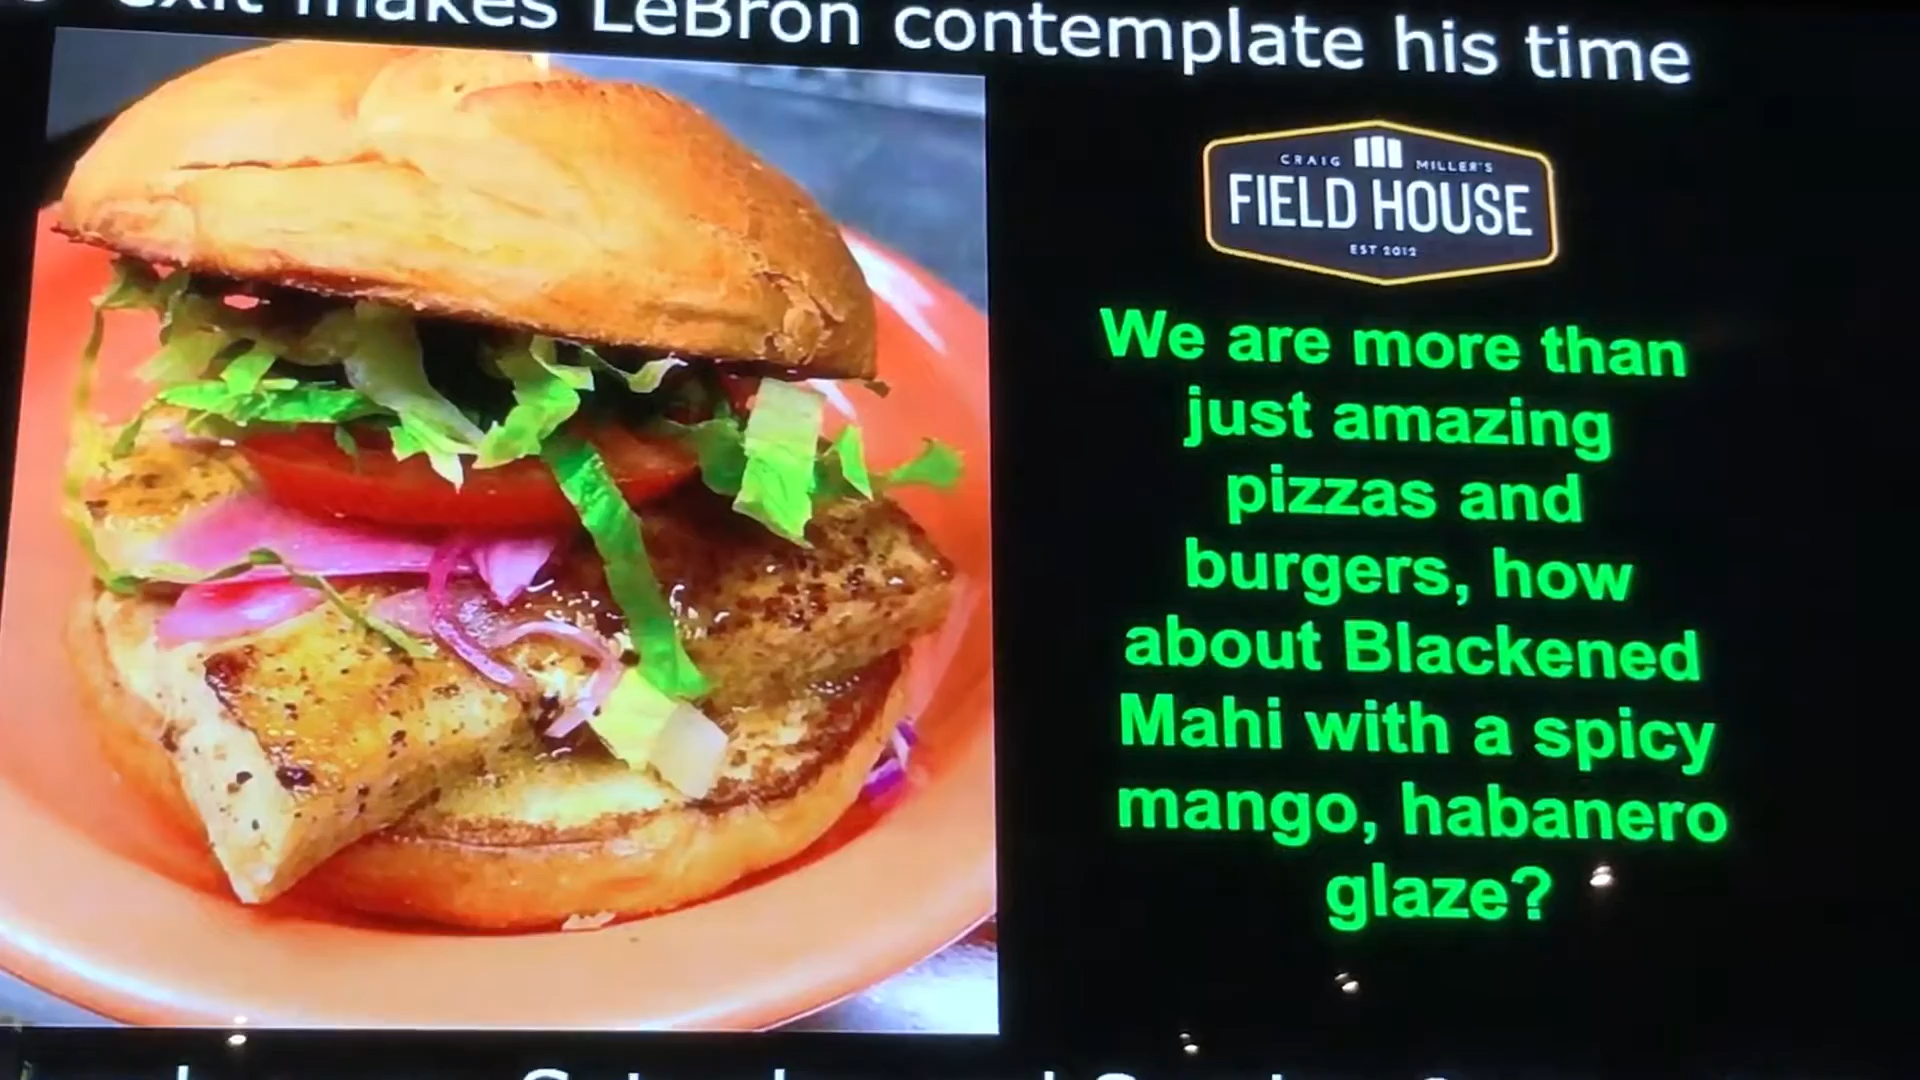 exit makes LeBron contemplate his time
CRAIG MILLER'S
FIELD HOUSE
EST 2012
We are more than
just amazing
pizzas and
burgers, how
about Blackened
Mahi with a spicy
mango, habanero
glaze?